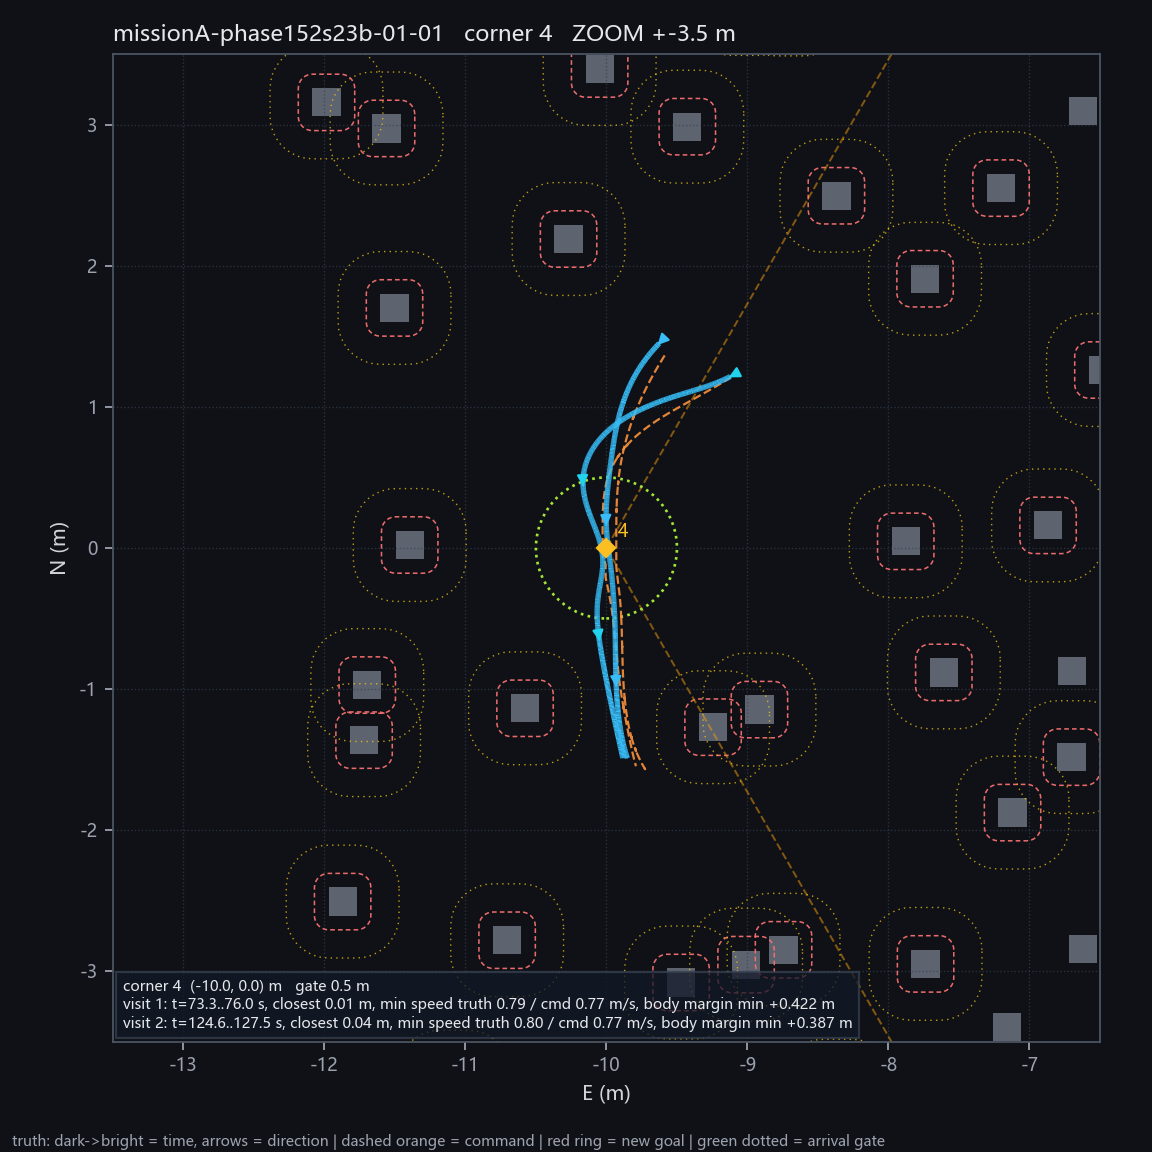 missionA-phase152s23b-01-01   corner 4   ZOOM +-3.5 m
3
2
1
0
-1
-2
-3
N (m)
4
corner 4  (-10.0, 0.0) m   gate 0.5 m
visit 1: t=73.3..76.0 s, closest 0.01 m, min speed truth 0.79 / cmd 0.77 m/s, body margin min +0.422 m
visit 2: t=124.6..127.5 s, closest 0.04 m, min speed truth 0.80 / cmd 0.77 m/s, body margin min +0.387 m
-13 -12 -11 -10 -9 -8 -7
E (m)
truth: dark->bright = time, arrows = direction | dashed orange = command | red ring = new goal | green dotted = arrival gate